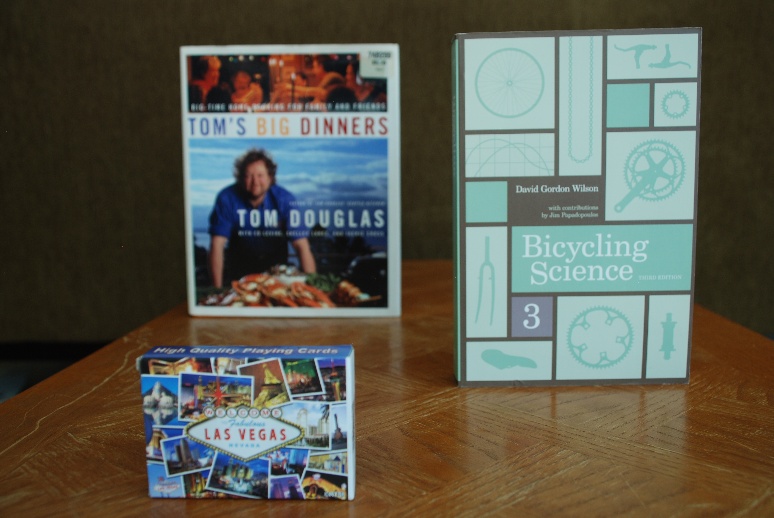 BIG-TIME HOME COOKING FOR FAMILY AND FRIENDS
TOM'S BIG DINNERS
TOM DOUGLAS
David Gordon Wilson
with contributions
by Jim Papadopoulos
Bicycling
Science
THIRD EDITION
3
High Quality Playing Cards
WELCOME
Fabulous
LAS VEGAS
NEVADA